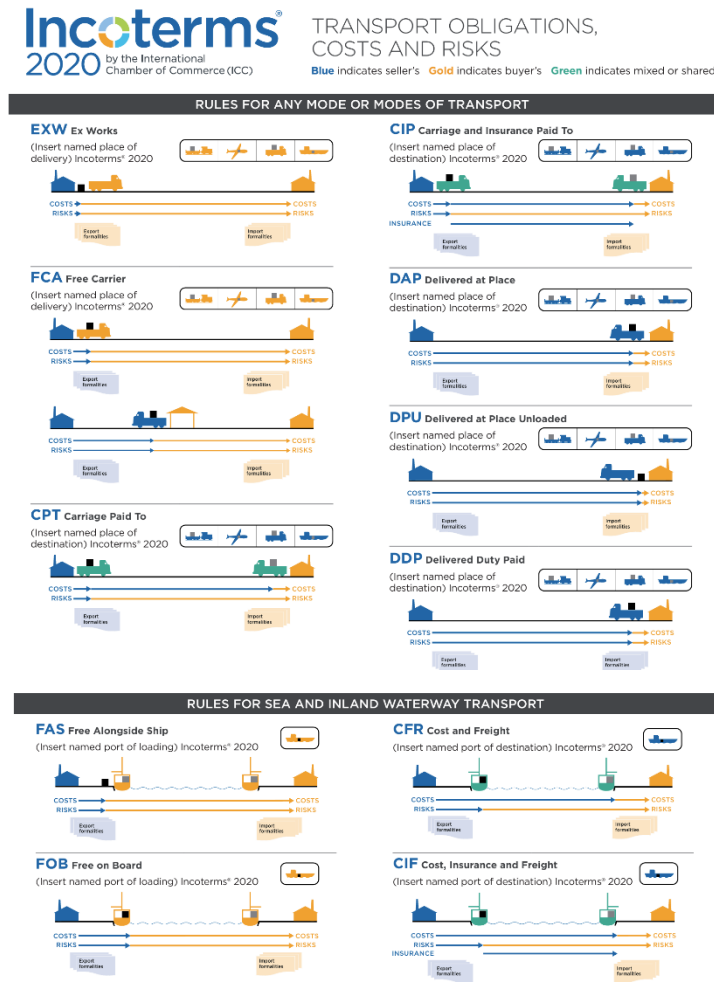 Incoterms®
2020 by the International
Chamber of Commerce (ICC)
TRANSPORT OBLIGATIONS,
COSTS AND RISKS
Blue indicates seller's Gold indicates buyer's Green indicates mixed or shared
RULES FOR ANY MODE OR MODES OF TRANSPORT
EXW Ex Works
(Insert named place of
delivery) Incoterms® 2020
COSTS COSTS
RISKS RISKS
Export
formalities
Import
formalities
FCA Free Carrier
(Insert named place of
delivery) Incoterms® 2020
COSTS COSTS
RISKS RISKS
Export
formalities
Import
formalities
COSTS COSTS
RISKS RISKS
Export
formalities
Import
formalities
CPT Carriage Paid To
(Insert named place of
destination) Incoterms® 2020
COSTS COSTS
RISKS RISKS
Export
formalities
Import
formalities
CIP Carriage and Insurance Paid To
(Insert named place of
destination) Incoterms® 2020
COSTS COSTS
RISKS RISKS
INSURANCE
Export
formalities
Import
formalities
DAP Delivered at Place
(Insert named place of
destination) Incoterms® 2020
COSTS COSTS
RISKS RISKS
Export
formalities
Import
formalities
DPU Delivered at Place Unloaded
(Insert named place of
destination) Incoterms® 2020
COSTS COSTS
RISKS RISKS
Export
formalities
Import
formalities
DDP Delivered Duty Paid
(Insert named place of
destination) Incoterms® 2020
COSTS COSTS
RISKS RISKS
Export
formalities
Import
formalities
RULES FOR SEA AND INLAND WATERWAY TRANSPORT
FAS Free Alongside Ship
(Insert named port of loading) Incoterms® 2020
COSTS COSTS
RISKS RISKS
Export
formalities
Import
formalities
FOB Free on Board
(Insert named port of loading) Incoterms® 2020
COSTS COSTS
RISKS RISKS
Export
formalities
Import
formalities
CFR Cost and Freight
(Insert named port of destination) Incoterms® 2020
COSTS COSTS
RISKS RISKS
Export
formalities
Import
formalities
CIF Cost, Insurance and Freight
(Insert named port of destination) Incoterms® 2020
COSTS COSTS
RISKS RISKS
INSURANCE
Export
formalities
Import
formalities